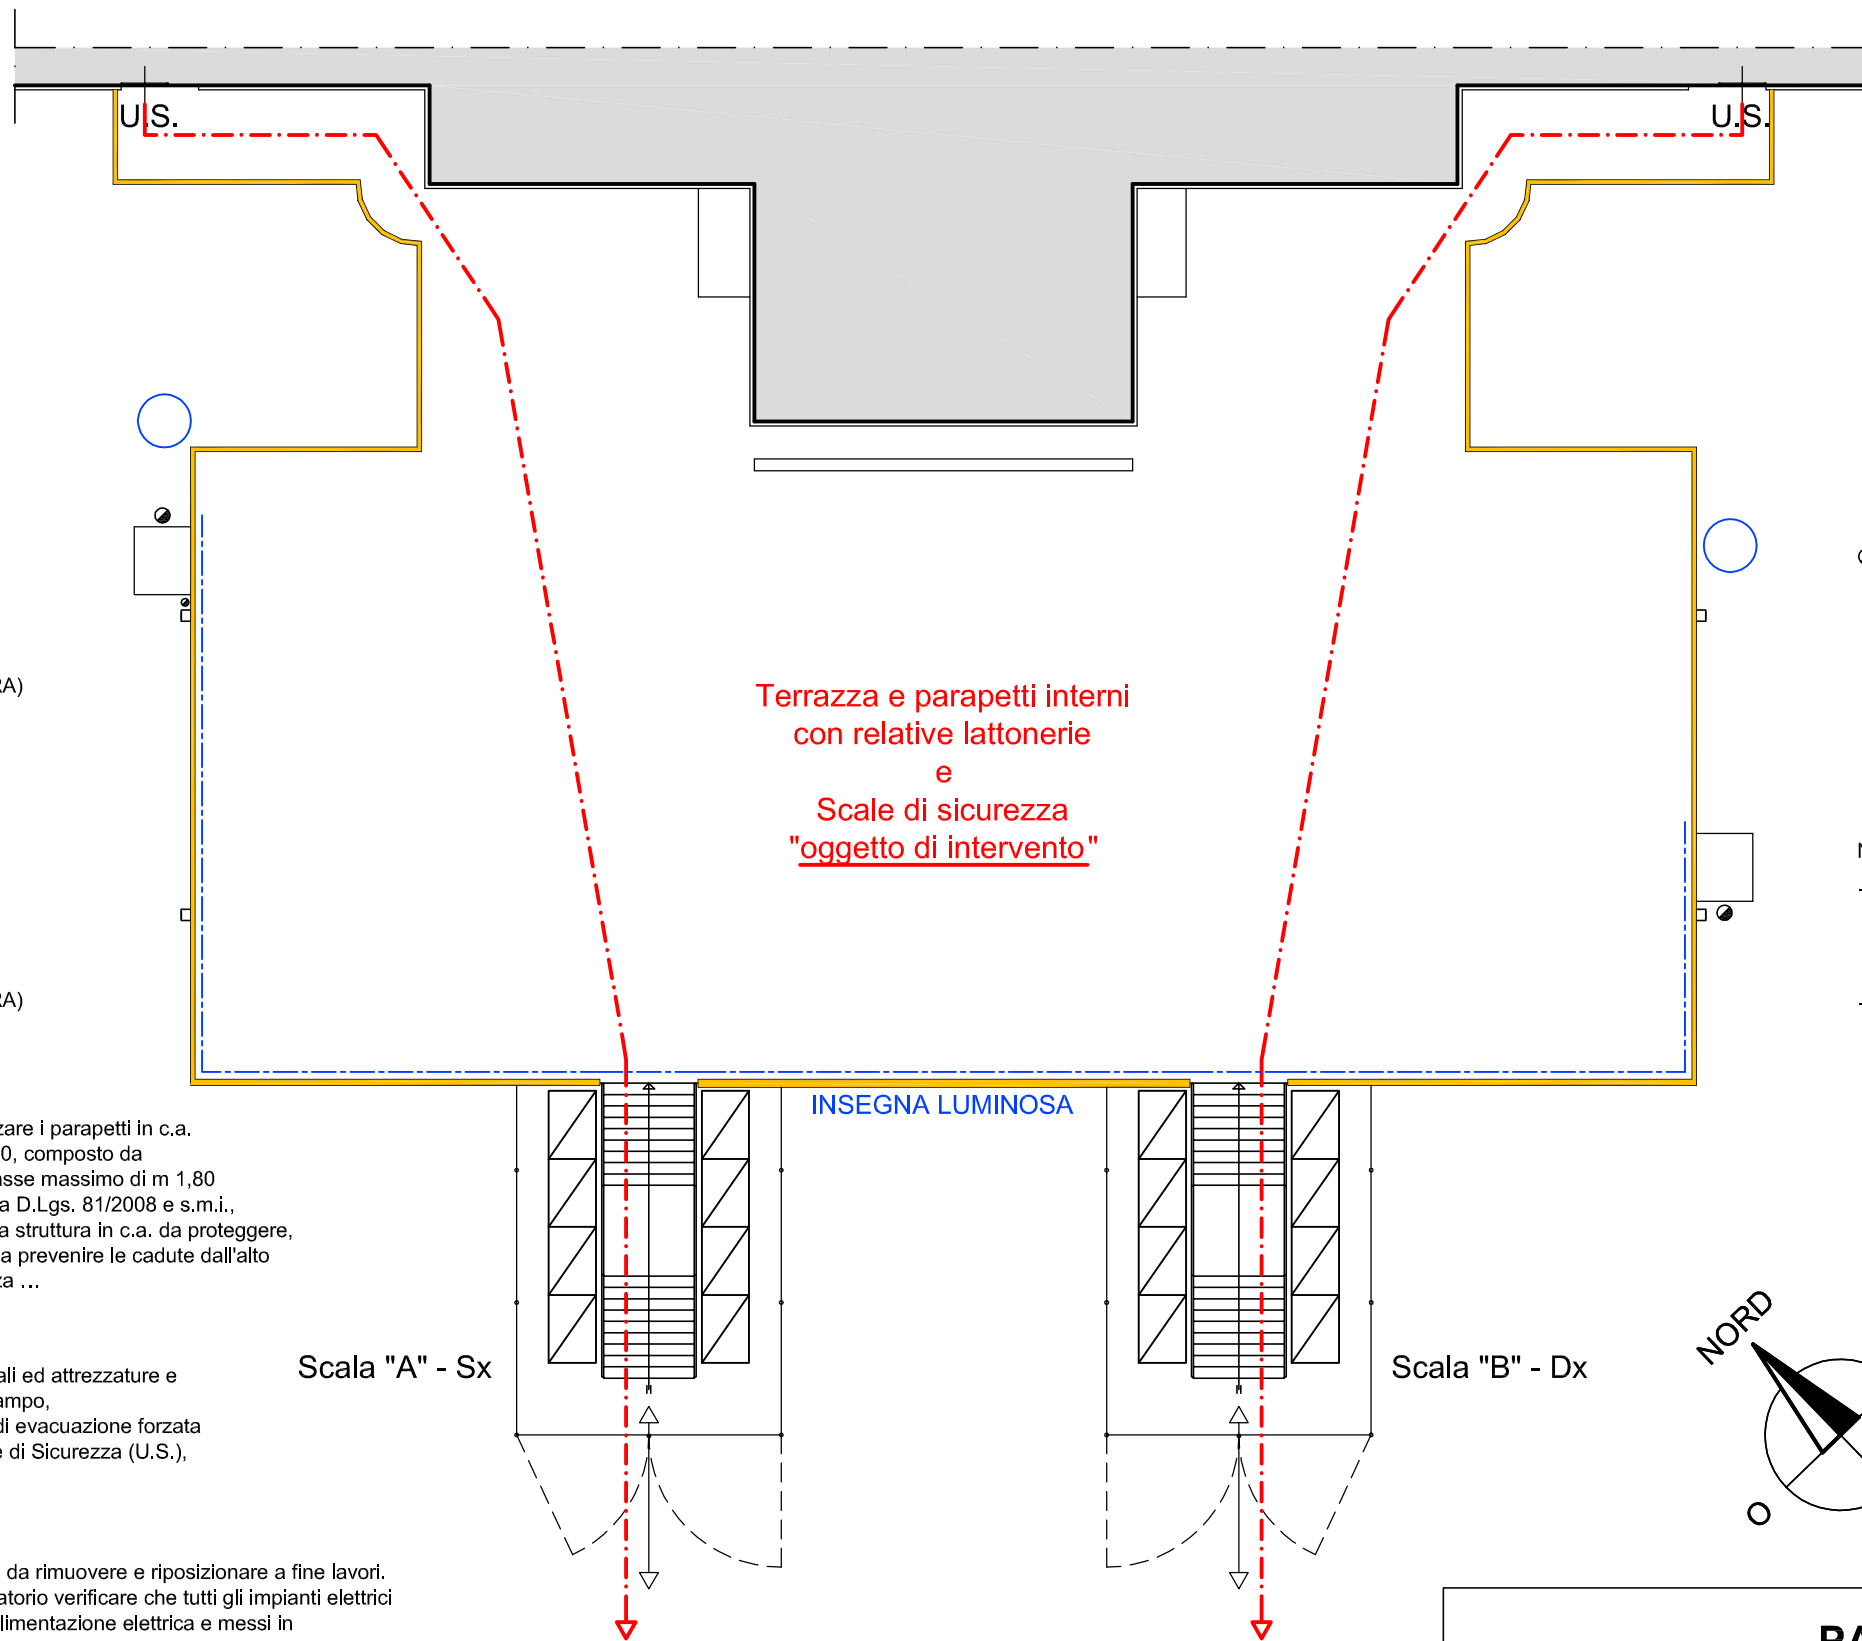 U.S.
U.S.
RA)
Terrazza e parapetti interni
con relative lattonerie
e
Scale di sicurezza
"oggetto di intervento"
RA)
INSEGNA LUMINOSA
zare i parapetti in c.a.
0, composto da
asse massimo di m 1,80
a D.Lgs. 81/2008 e s.m.i.,
a struttura in c.a. da proteggere,
a prevenire le cadute dall'alto
za ...
Scala "A" - Sx
Scala "B" - Dx
NORD
O
ali ed attrezzature e
ampo,
di evacuazione forzata
e di Sicurezza (U.S.),
da rimuovere e riposizionare a fine lavori.
atorio verificare che tutti gli impianti elettrici
limentazione elettrica e messi in